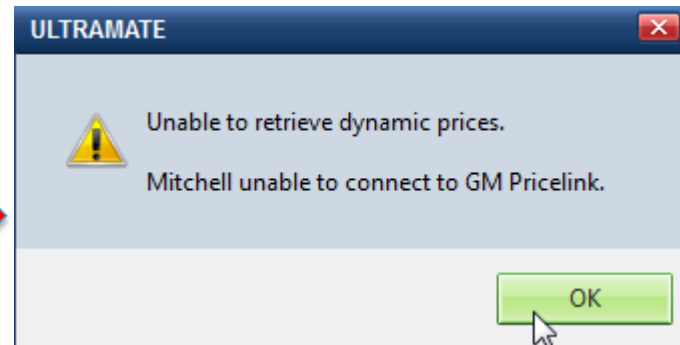 ULTRAMATE
Unable to retrieve dynamic prices.
Mitchell unable to connect to GM Pricelink.
OK